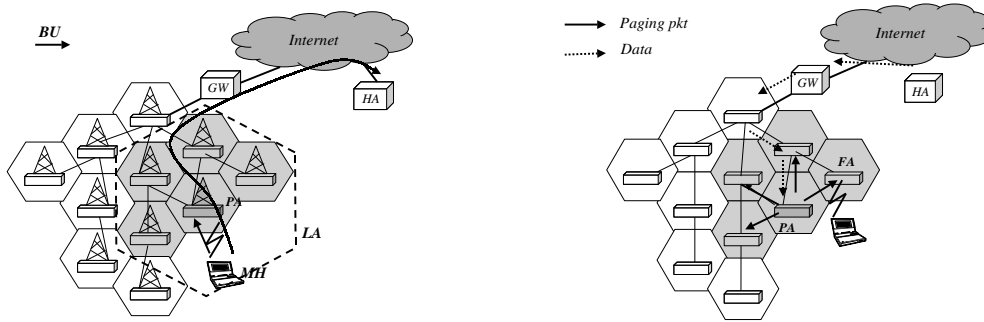 BU
Internet
GW
HA
PA
LA
MH
Paging pkt
Data
Internet
GW
HA
FA
PA